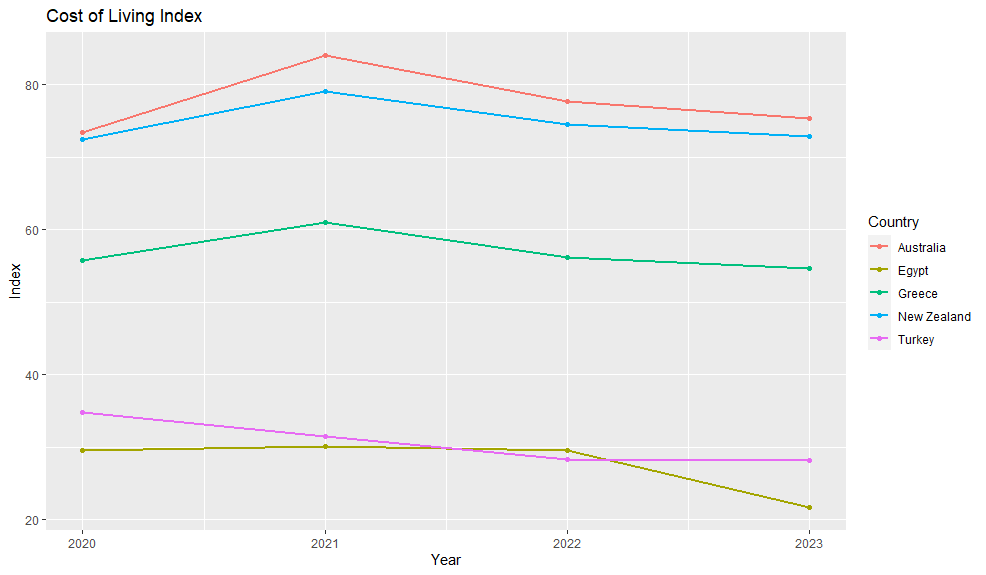 Cost of Living Index
80
60
40
20
Index
2020 2021 2022 2023
Year
Country
Australia
Egypt
Greece
New Zealand
Turkey